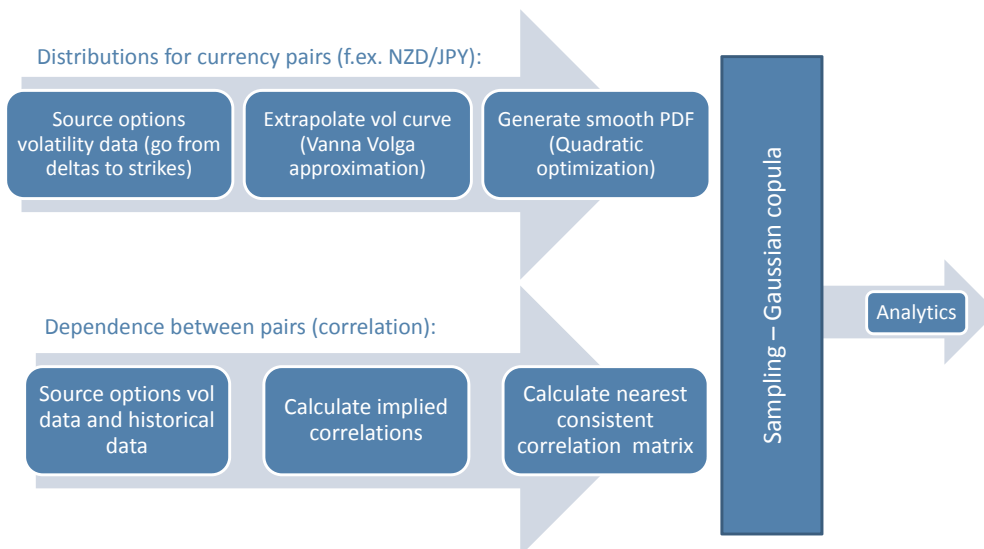 Distributions for currency pairs (f.ex. NZD/JPY):
Source options
volatility data (go from
deltas to strikes)
Extrapolate vol curve
(Vanna Volga
approximation)
Generate smooth PDF
(Quadratic
optimization)
Dependence between pairs (correlation):
Source options vol
data and historical
data
Calculate implied
correlations
Calculate nearest
consistent
correlation matrix
Sampling – Gaussian copula
Analytics